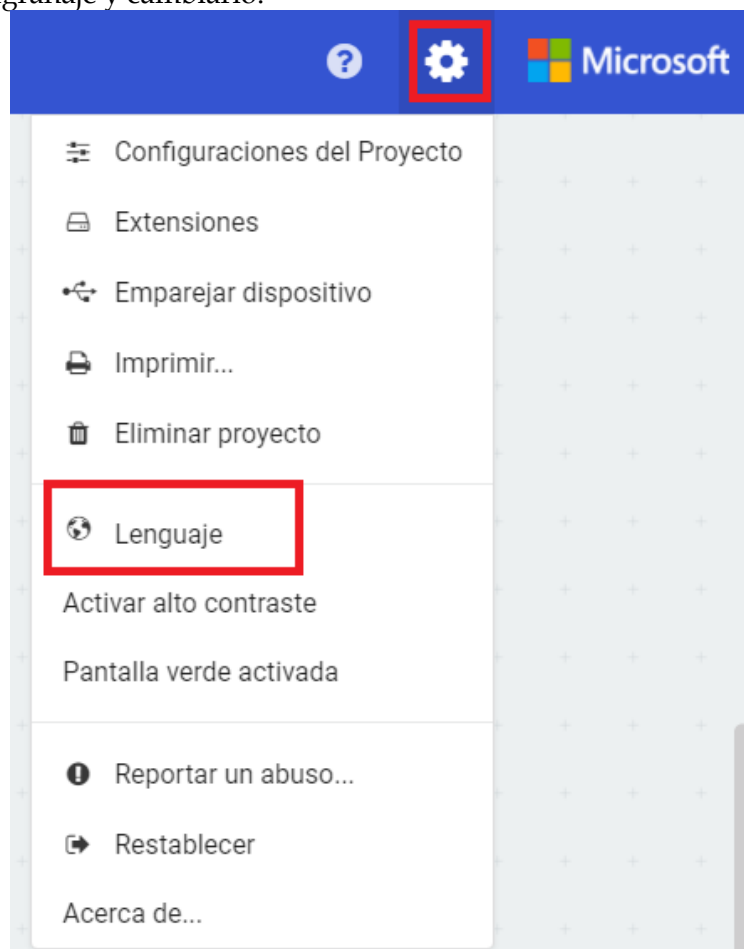 y cambiarlo.
Microsoft
Configuraciones del Proyecto
Extensiones
Emparejar dispositivo
Imprimir...
Eliminar proyecto
Lenguaje
Activar alto contraste
Pantalla verde activada
Reportar un abuso...
Restablecer
Acerca de...